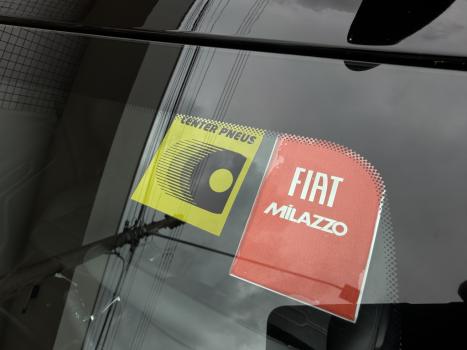 CENTER PNEUS
FIAT
MiLAZZO